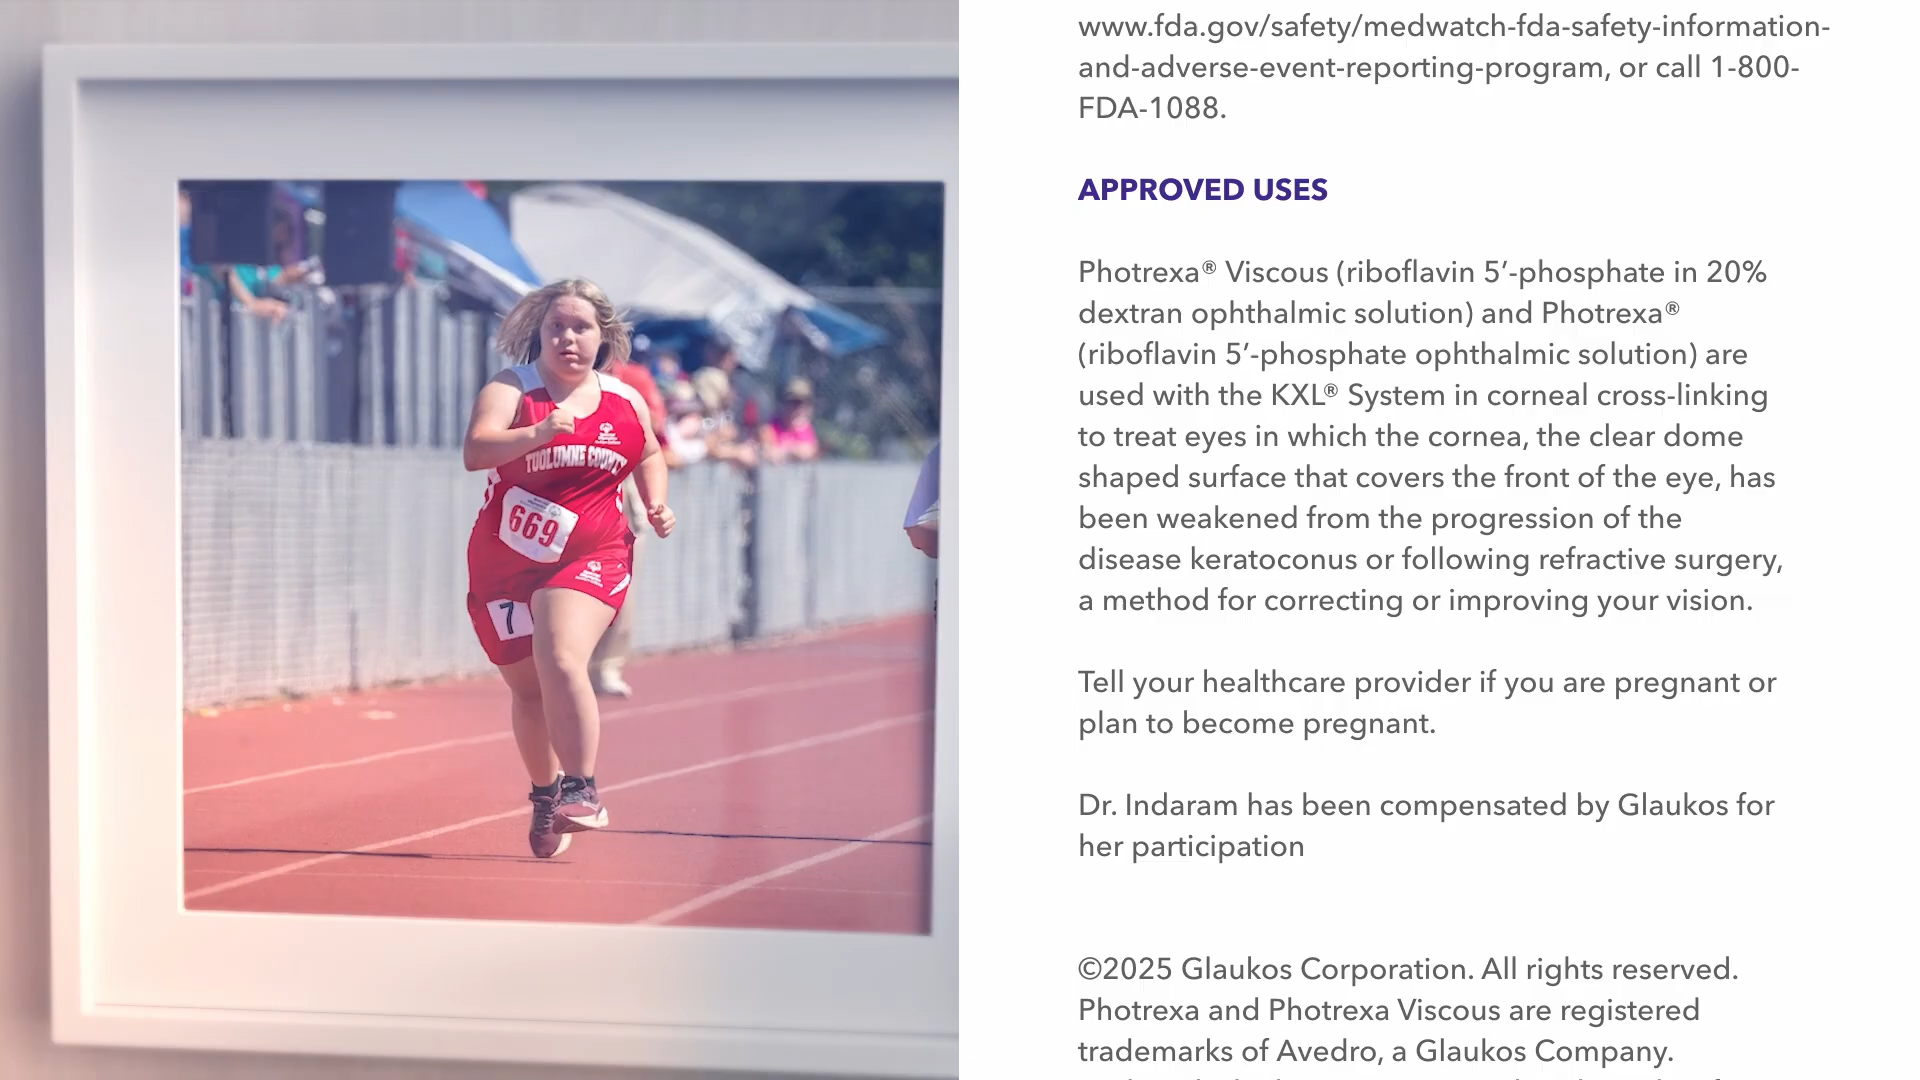 TUOLUMNE COUNTY
669
7
www.fda.gov/safety/medwatch-fda-safety-information-
and-adverse-event-reporting-program, or call 1-800-
FDA-1088.
APPROVED USES
Photrexa® Viscous (riboflavin 5’-phosphate in 20%
dextran ophthalmic solution) and Photrexa®
(riboflavin 5’-phosphate ophthalmic solution) are
used with the KXL® System in corneal cross-linking
to treat eyes in which the cornea, the clear dome
shaped surface that covers the front of the eye, has
been weakened from the progression of the
disease keratoconus or following refractive surgery,
a method for correcting or improving your vision.
Tell your healthcare provider if you are pregnant or
plan to become pregnant.
Dr. Indaram has been compensated by Glaukos for
her participation
©2025 Glaukos Corporation. All rights reserved.
Photrexa and Photrexa Viscous are registered
trademarks of Avedro, a Glaukos Company.